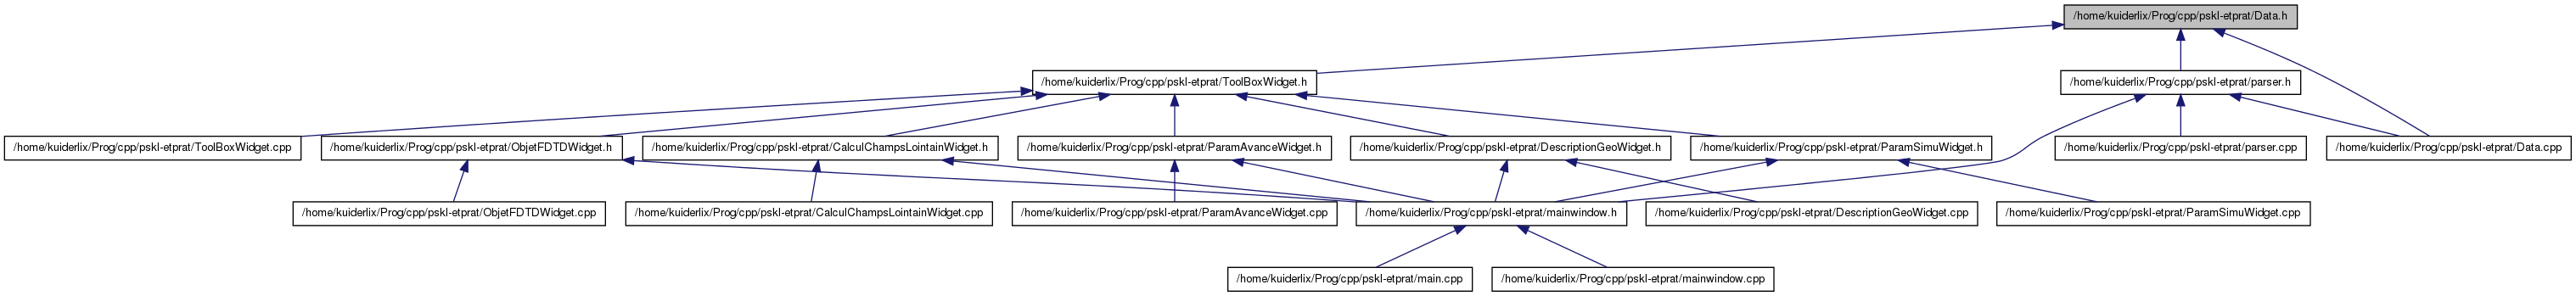 /home/kuiderlix/Prog/cpp/pskl-etprat/Data.h
/home/kuiderlix/Prog/cpp/pskl-etprat/ToolBoxWidget.h
/home/kuiderlix/Prog/cpp/pskl-etprat/parser.h
/home/kuiderlix/Prog/cpp/pskl-etprat/ToolBoxWidget.cpp
/home/kuiderlix/Prog/cpp/pskl-etprat/ObjetFDTDWidget.h
/home/kuiderlix/Prog/cpp/pskl-etprat/CalculChampsLointainWidget.h
/home/kuiderlix/Prog/cpp/pskl-etprat/ParamAvanceWidget.h
/home/kuiderlix/Prog/cpp/pskl-etprat/DescriptionGeoWidget.h
/home/kuiderlix/Prog/cpp/pskl-etprat/ParamSimuWidget.h
/home/kuiderlix/Prog/cpp/pskl-etprat/parser.cpp
/home/kuiderlix/Prog/cpp/pskl-etprat/Data.cpp
/home/kuiderlix/Prog/cpp/pskl-etprat/ObjetFDTDWidget.cpp
/home/kuiderlix/Prog/cpp/pskl-etprat/CalculChampsLointainWidget.cpp
/home/kuiderlix/Prog/cpp/pskl-etprat/ParamAvanceWidget.cpp
/home/kuiderlix/Prog/cpp/pskl-etprat/mainwindow.h
/home/kuiderlix/Prog/cpp/pskl-etprat/DescriptionGeoWidget.cpp
/home/kuiderlix/Prog/cpp/pskl-etprat/ParamSimuWidget.cpp
/home/kuiderlix/Prog/cpp/pskl-etprat/main.cpp
/home/kuiderlix/Prog/cpp/pskl-etprat/mainwindow.cpp